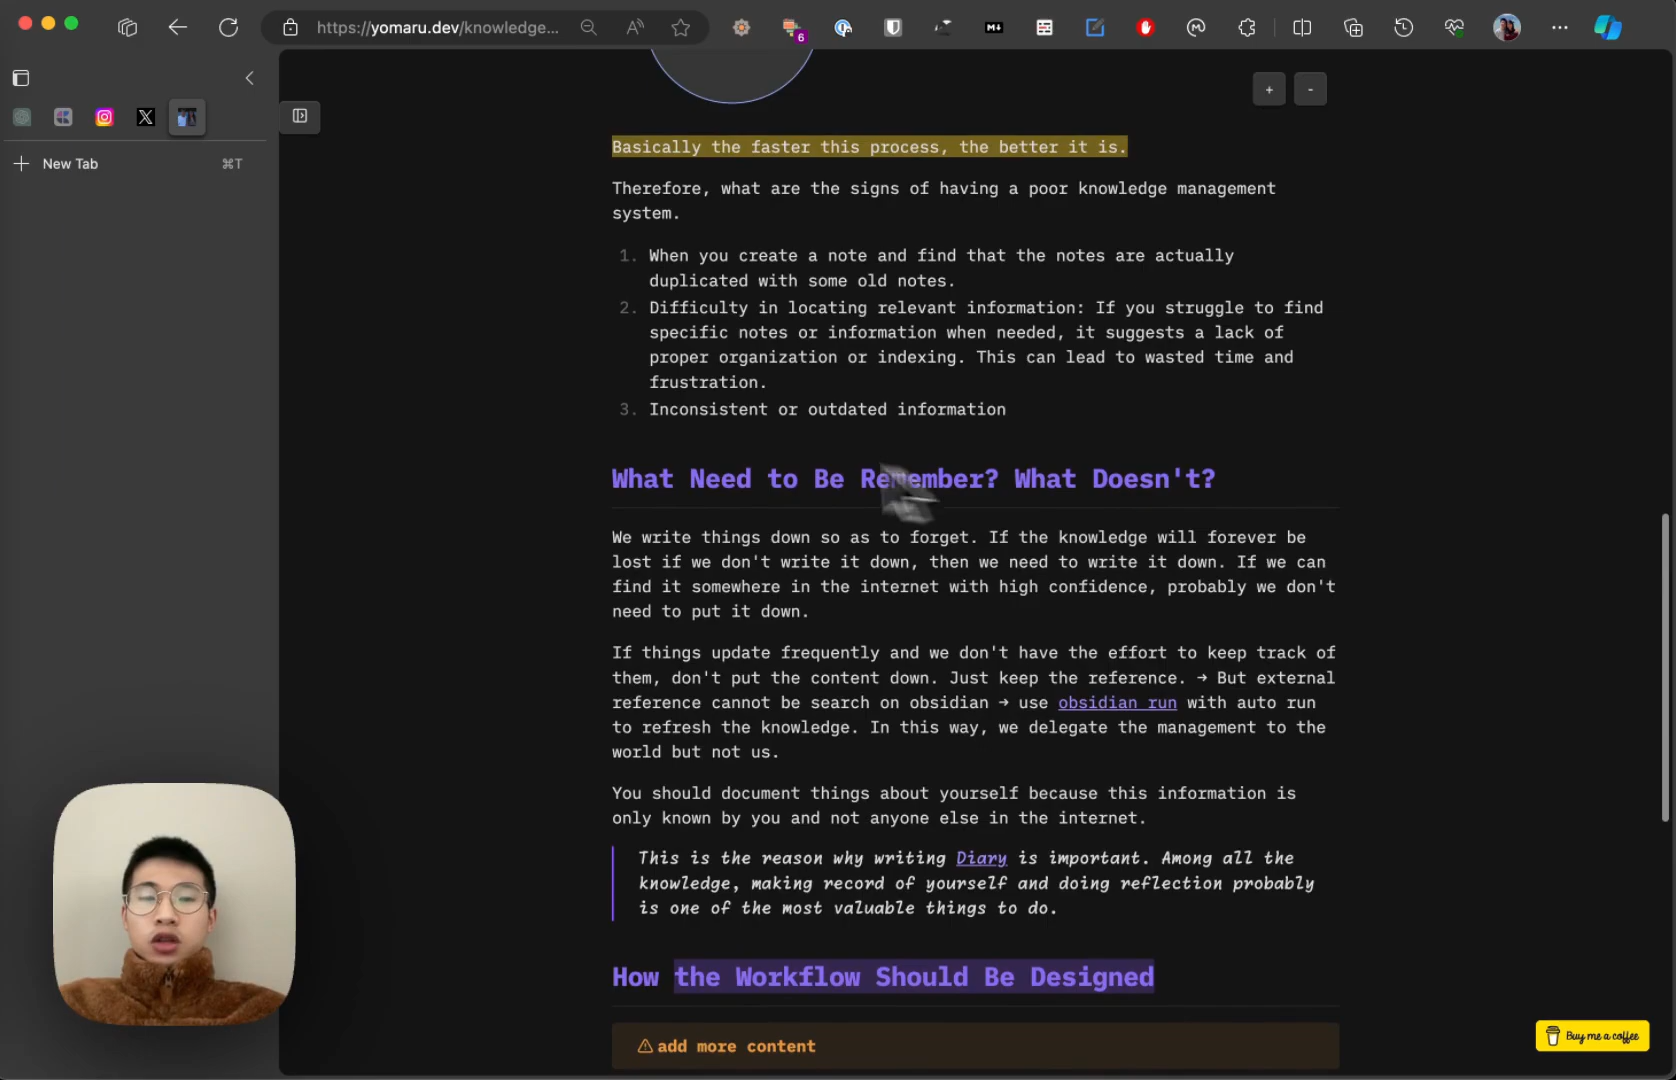 https://yomaru.dev/knowledge...
6
M↓
New Tab
⌘T
+
-
Basically the faster this process, the better it is.
Therefore, what are the signs of having a poor knowledge management
system.
1. When you create a note and find that the notes are actually
duplicated with some old notes.
2. Difficulty in locating relevant information: If you struggle to find
specific notes or information when needed, it suggests a lack of
proper organization or indexing. This can lead to wasted time and
frustration.
3. Inconsistent or outdated information
What Need to Be Remember? What Doesn't?
We write things down so as to forget. If the knowledge will forever be
lost if we don't write it down, then we need to write it down. If we can
find it somewhere in the internet with high confidence, probably we don't
need to put it down.
If things update frequently and we don't have the effort to keep track of
them, don't put the content down. Just keep the reference. → But external
reference cannot be search on obsidian → use obsidian run with auto run
to refresh the knowledge. In this way, we delegate the management to the
world but not us.
You should document things about yourself because this information is
only known by you and not anyone else in the internet.
This is the reason why writing Diary is important. Among all the
knowledge, making record of yourself and doing reflection probably
is one of the most valuable things to do.
How the Workflow Should Be Designed
add more content
Buy me a coffee